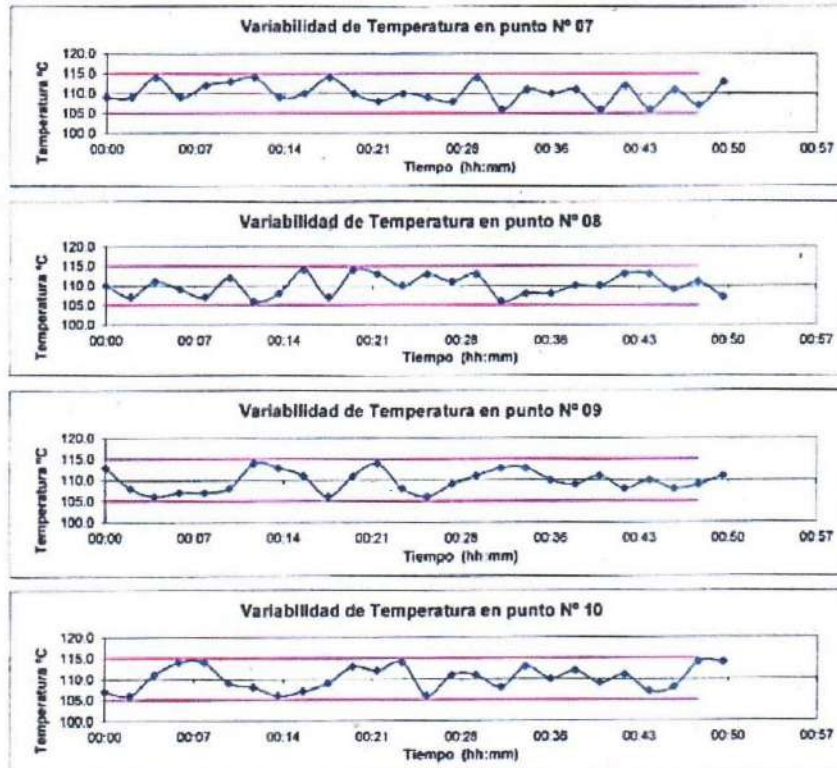 Variabilidad de Temperatura en punto Nº 07
Temperatura ºC
120.0
115.0
110.0
105.0
100.0
00:00 00:07 00:14 00:21 00:28 00:36 00:43 00:50 00:57
Tiempo (hh:mm)
Variabilidad de Temperatura en punto Nº 08
Temperatura ºC
120.0
115.0
110.0
105.0
100.0
00:00 00:07 00:14 00:21 00:28 00:36 00:43 00:50 00:57
Tiempo (hh:mm)
Variabilidad de Temperatura en punto Nº 09
Temperatura ºC
120.0
115.0
110.0
105.0
100.0
00:00 00:07 00:14 00:21 00:28 00:36 00:43 00:50 00:57
Tiempo (hh:mm)
Variabilidad de Temperatura en punto Nº 10
Temperatura ºC
120.0
115.0
110.0
105.0
100.0
00:00 00:07 00:14 00:21 00:28 00:36 00:43 00:50 00:57
Tiempo (hh:mm)